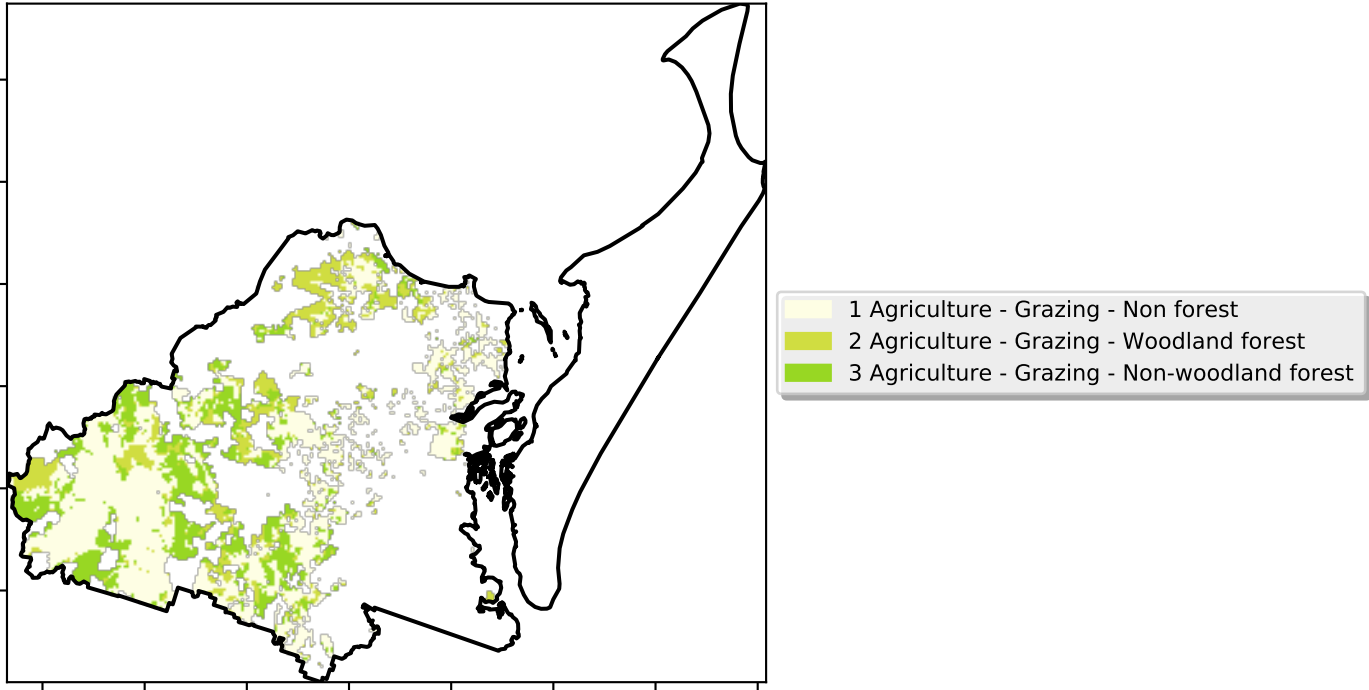 1 Agriculture - Grazing - Non forest
2 Agriculture - Grazing - Woodland forest
3 Agriculture - Grazing - Non-woodland forest